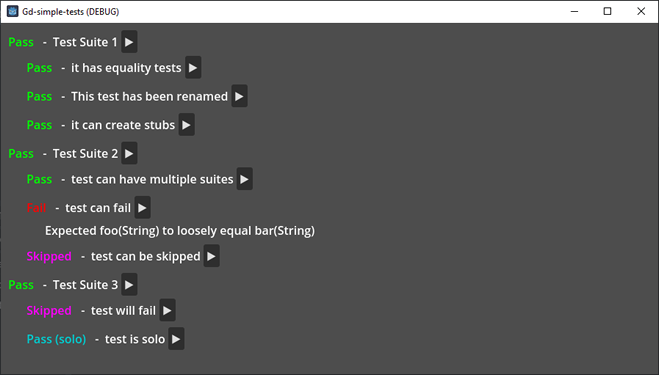 Gd-simple-tests (DEBUG)
Pass - Test Suite 1
Pass - it has equality tests
Pass - This test has been renamed
Pass - it can create stubs
Pass - Test Suite 2
Pass - test can have multiple suites
Fail - test can fail
Expected foo(String) to loosely equal bar(String)
Skipped - test can be skipped
Pass - Test Suite 3
Skipped - test will fail
Pass (solo) - test is solo